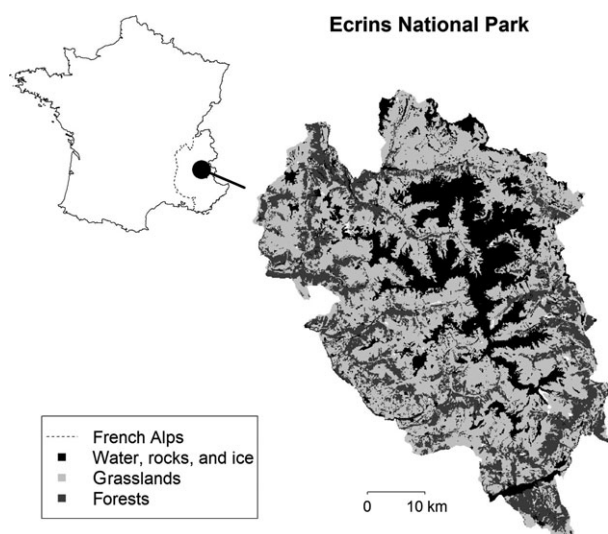 Ecrins National Park
French Alps
Water, rocks, and ice
Grasslands
Forests
0 10 km